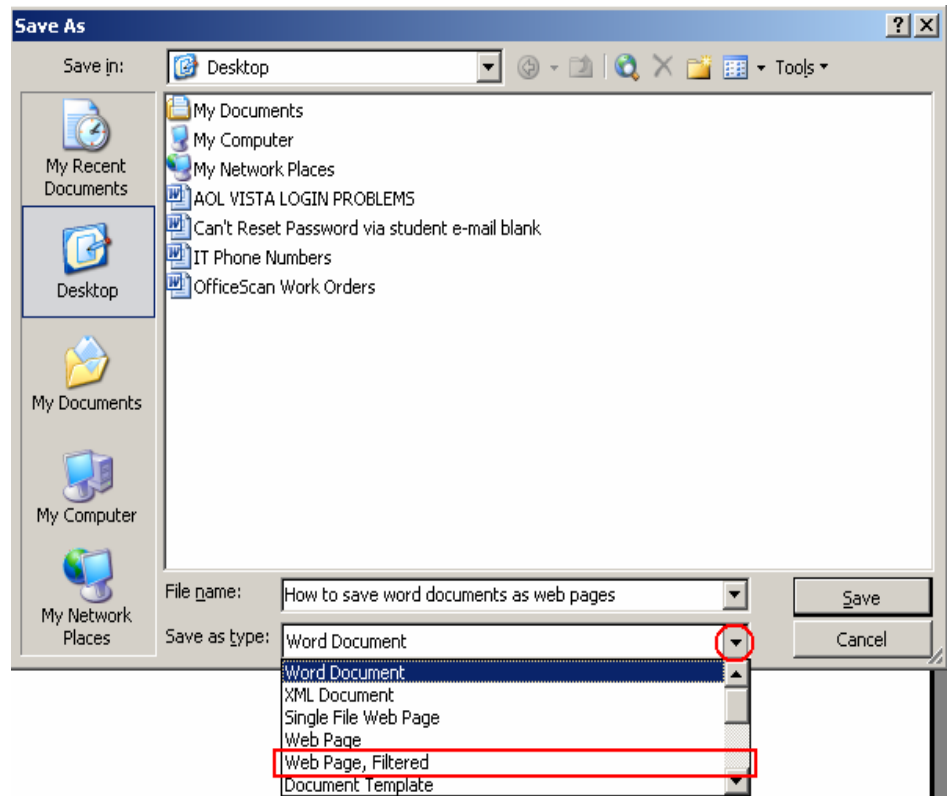 Save As
? X
Save in:
Desktop
Tools
My Recent
Documents
Desktop
My Documents
My Computer
My Network
Places
My Documents
My Computer
My Network Places
AOL VISTA LOGIN PROBLEMS
Can't Reset Password via student e-mail blank
IT Phone Numbers
OfficeScan Work Orders
File name:
How to save word documents as web pages
Save
Save as type:
Word Document
Cancel
Word Document
XML Document
Single File Web Page
Web Page
Web Page, Filtered
Document Template